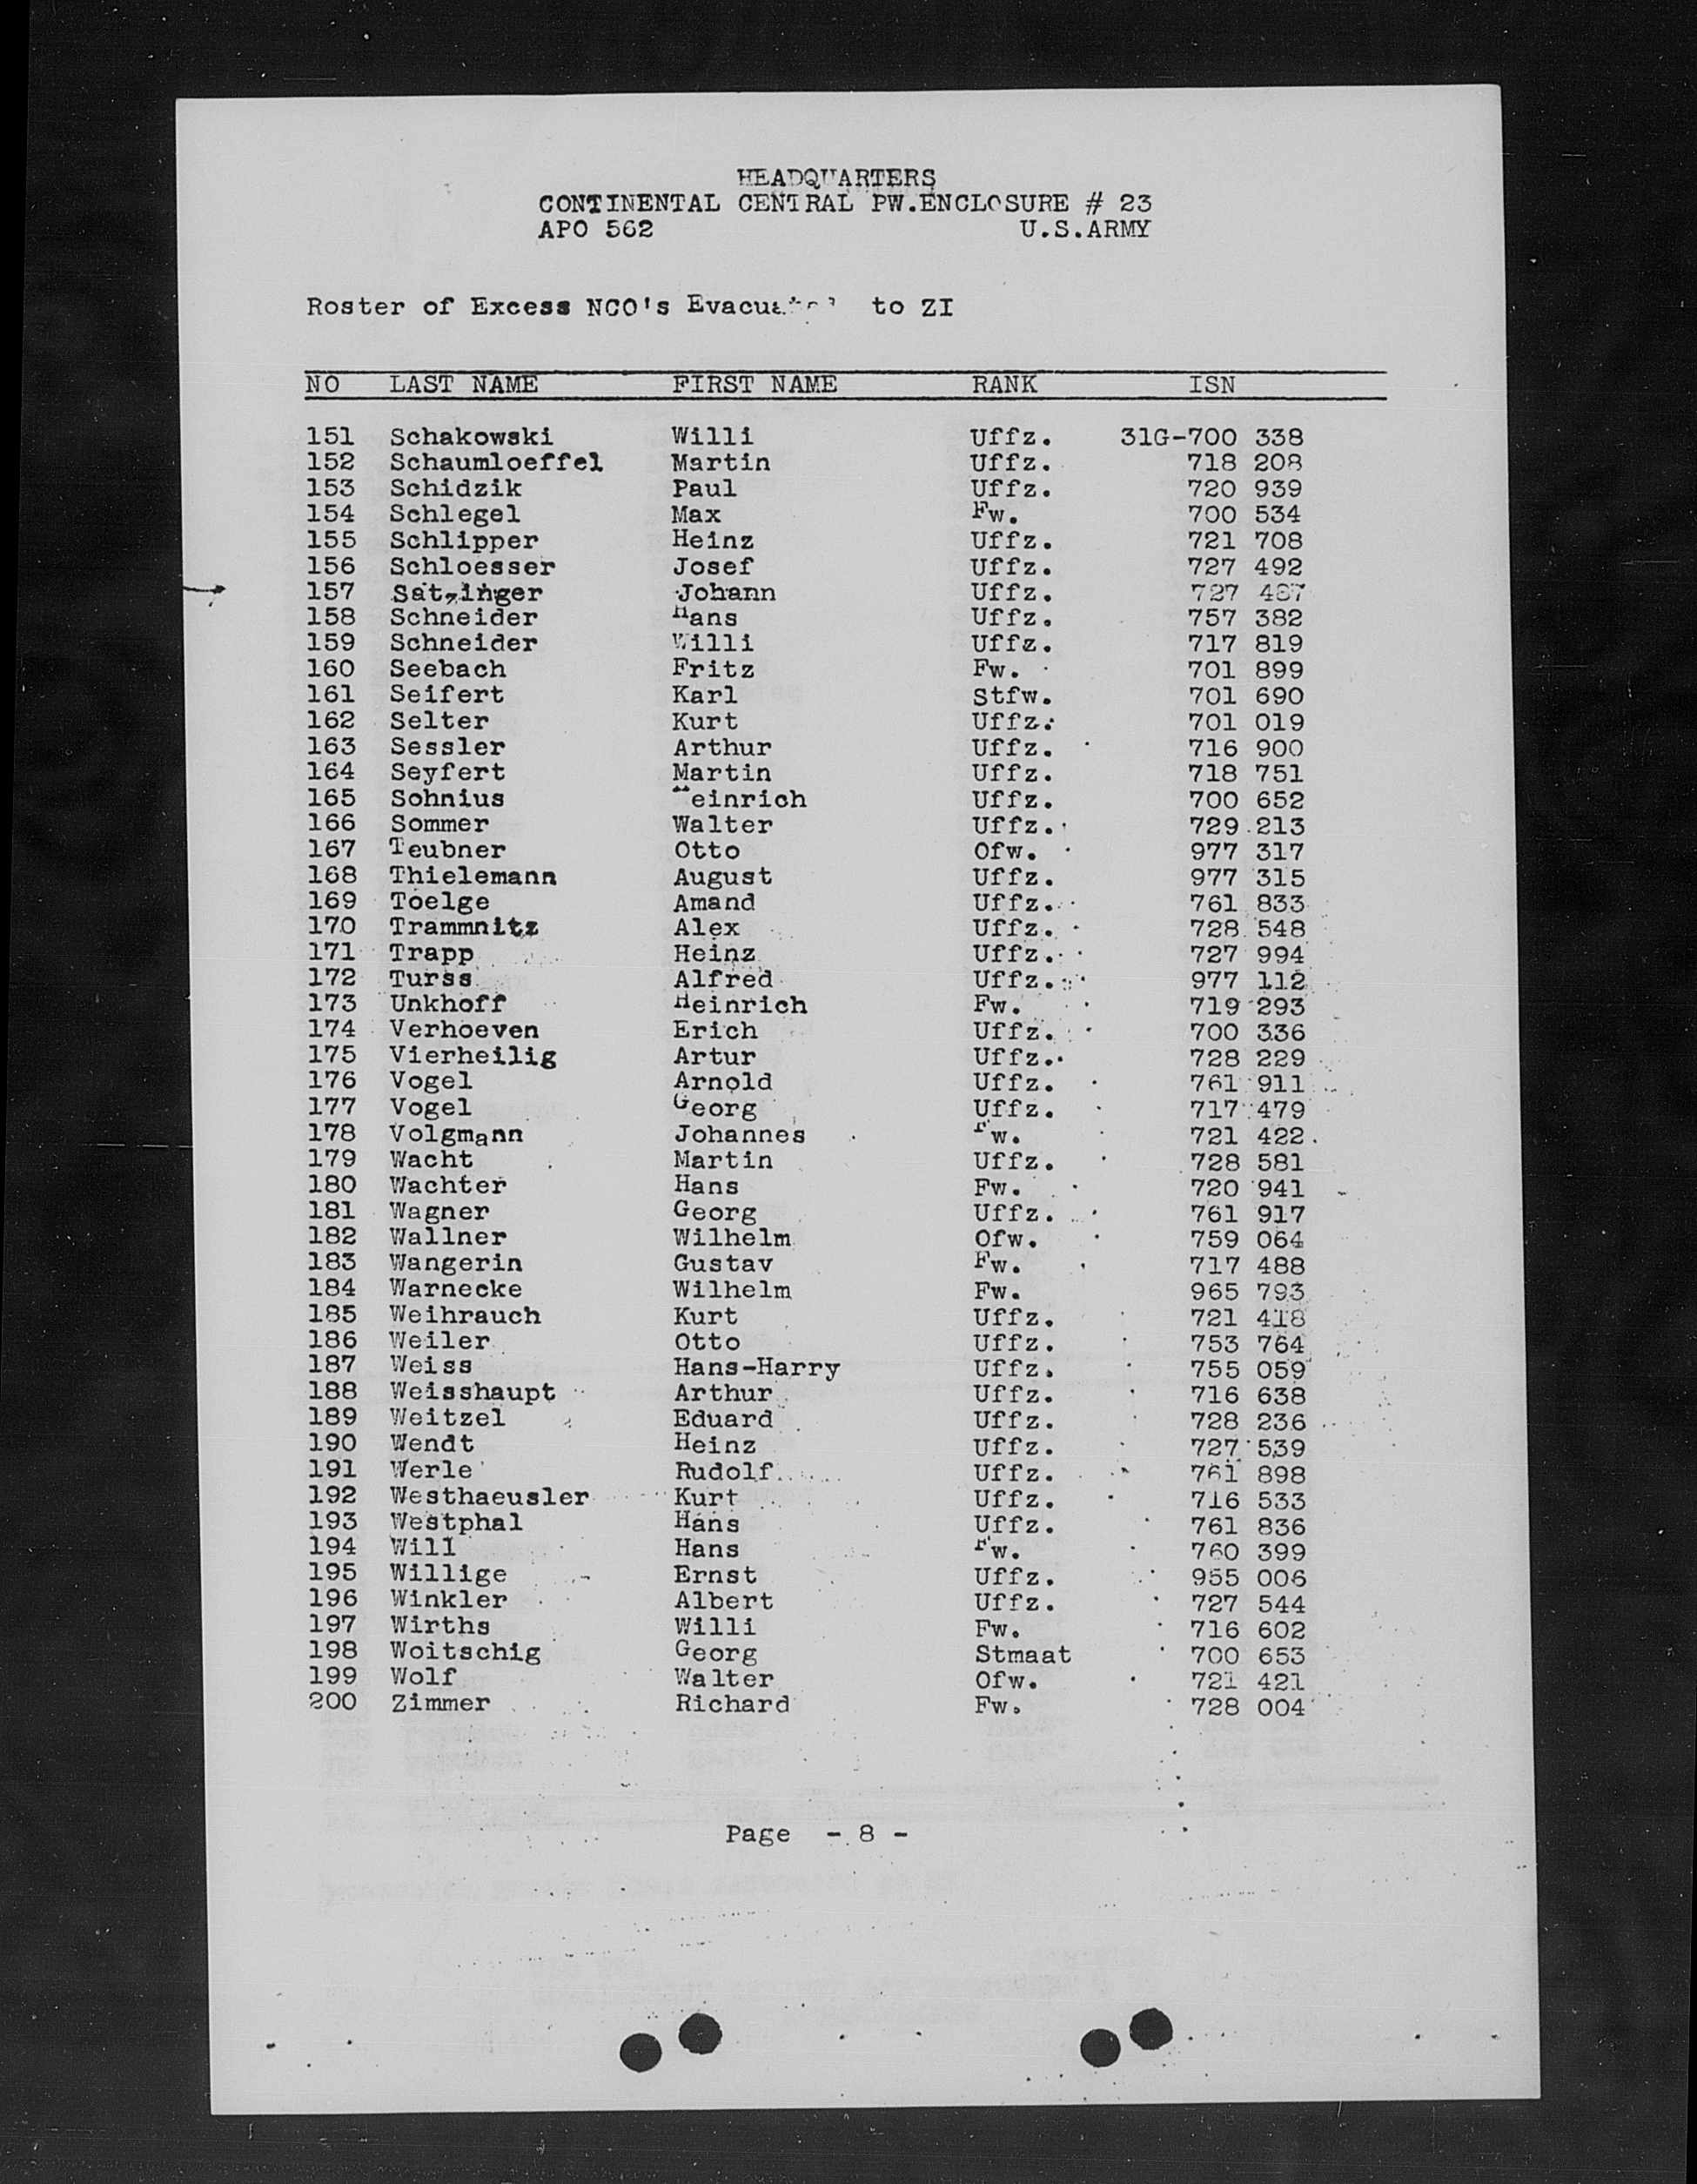 HEADQUARTERS
CONTINENTAL CENTRAL PW.ENCLOSURE # 23
APO 562 U.S.ARMY
Roster of Excess NCO's to ZI
NO LAST NAME FIRST NAME RANK ISN
151 Schakowski Willi Uffz. 31G-700 338
152 Schaumloeffel Martin Uffz. 718 208
153 Schidzik Paul Uffz. 720 939
154 Schlegel Max Fw. 700 534
155 Schlipper Heinz Uffz. 721 708
156 Schloesser Josef Uffz. 727 492
157 Satzinger Johann Uffz. 727 487
158 Schneider Hans Uffz. 757 382
159 Schneider Willi Uffz. 717 819
160 Seebach Fritz Fw. 701 899
161 Seifert Karl Stfw. 701 690
162 Selter Kurt Uffz. 701 019
163 Sessler Arthur Uffz. 716 900
164 Seyfert Martin Uffz. 718 751
165 Sohnius Heinrich Uffz. 700 652
166 Sommer Walter Uffz. 729 213
167 Teubner Otto Ofw. 977 317
168 Thielemann August Uffz. 977 315
169 Toelge Amand Uffz. 761 833
170 Trammnitz Alex Uffz. 728 548
171 Trapp Heinz Uffz. 727 994
172 Turss Alfred Uffz. 977 112
173 Unkhoff Heinrich Fw. 719 293
174 Verhoeven Erich Uffz. 700 336
175 Vierheilig Artur Uffz. 728 229
176 Vogel Arnold Uffz. 761 911
177 Vogel Georg Uffz. 717 479
178 Volgmann Johannes Fw. 721 422
179 Wacht Martin Uffz. 728 581
180 Wachter Hans Fw. 720 941
181 Wagner Georg Uffz. 761 917
182 Wallner Wilhelm Ofw. 759 064
183 Wangerin Gustav Fw. 717 488
184 Warnecke Wilhelm Fw. 965 793
185 Weihrauch Kurt Uffz. 721 418
186 Weiler Otto Uffz. 753 764
187 Weiss Hans-Harry Uffz. 755 059
188 Weisshaupt Arthur Uffz. 716 638
189 Weitzel Eduard Uffz. 728 236
190 Wendt Heinz Uffz. 727 539
191 Werle Rudolf Uffz. 761 898
192 Westhaeusler Kurt Uffz. 716 533
193 Westphal Hans Uffz. 761 836
194 Will Hans Fw. 760 399
195 Willige Ernst Uffz. 955 006
196 Winkler Albert Uffz. 727 544
197 Wirths Willi Fw. 716 602
198 Woitschig Georg Stmaat 700 653
199 Wolf Walter Ofw. 721 421
200 Zimmer Richard Fw. 728 004
Page - 8 -